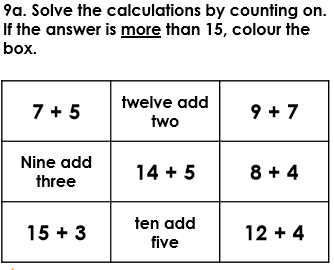 9a. Solve the calculations by counting on.
If the answer is more than 15, colour the
box.
7 + 5
twelve add
two
9 + 7
Nine add
three
14 + 5
8 + 4
15 + 3
ten add
five
12 + 4